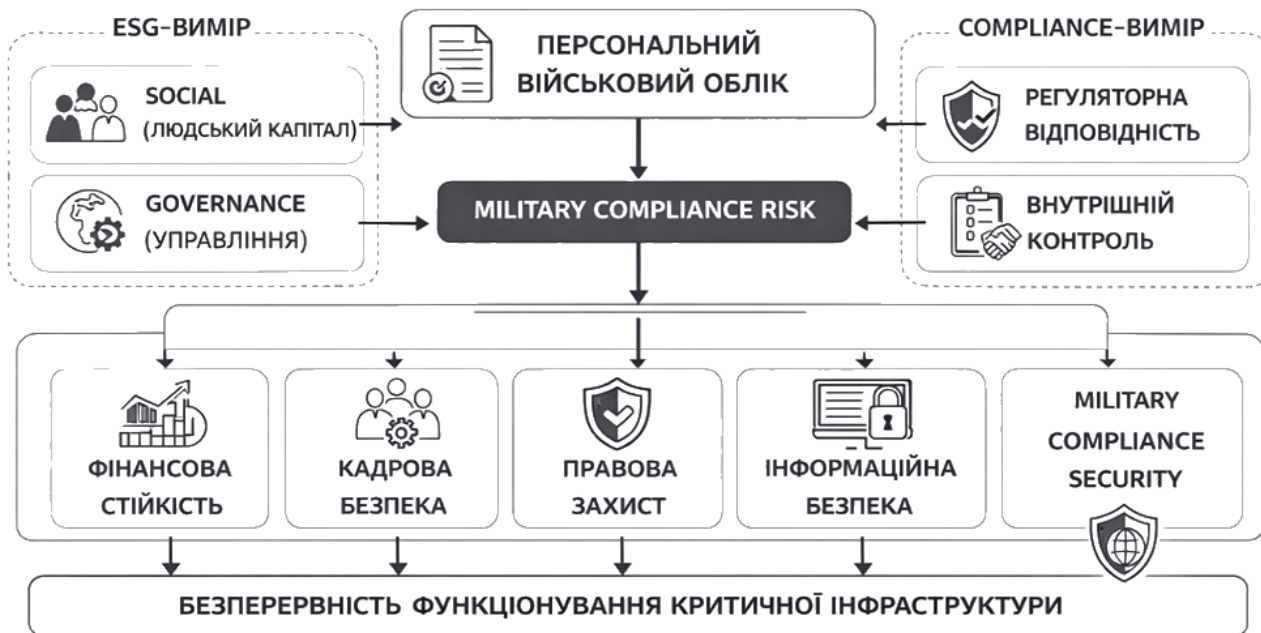 ESG-ВИМІР
SOCIAL
(ЛЮДСЬКИЙ КАПІТАЛ)
GOVERNANCE
(УПРАВЛІННЯ)
ПЕРСОНАЛЬНИЙ
ВІЙСЬКОВИЙ ОБЛІК
MILITARY COMPLIANCE RISK
COMPLIANCE-ВИМІР
РЕГУЛЯТОРНА
ВІДПОВІДНІСТЬ
ВНУТРІШНІЙ
КОНТРОЛЬ
ФІНАНСОВА
СТІЙКІСТЬ
КАДРОВА
БЕЗПЕКА
ПРАВОВА
ЗАХИСТ
ІНФОРМАЦІЙНА
БЕЗПЕКА
MILITARY
COMPLIANCE
SECURITY
БЕЗПЕРЕРВНІСТЬ ФУНКЦІОНУВАННЯ КРИТИЧНОЇ ІНФРАСТРУКТУРИ